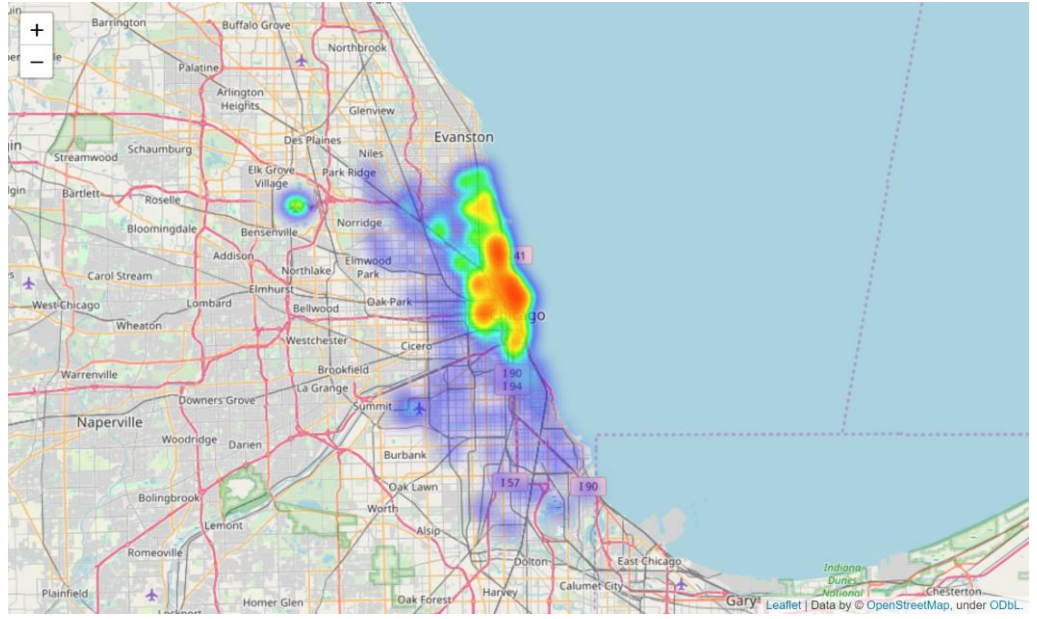 +
−
Barrington
Buffalo Grove
Northbrook
Palatine
Arlington
Heights
Glenview
Evanston
Des Plaines
Niles
Schaumburg
Streamwood
Elk Grove
Village
Park Ridge
Bartlett
Roselle
Norridge
Bloomingdale
Bensenville
41
Addison
Elmwood
Park
Northlake
Carol Stream
Elmhurst
Oak Park
West Chicago
Lombard
Bellwood
Wheaton
Westchester
Cicero
Brookfield
I 90
I 94
Warrenville
La Grange
Downers Grove
Summit
Naperville
Woodridge
Darien
Burbank
I 57
I 90
Oak Lawn
Bolingbrook
Worth
Lemont
Alsip
Romeoville
Dolton
East Chicago
Indiana
Dunes
National
Calumet City
Plainfield
Homer Glen
Oak Forest
Harvey
Gary
Chesterton
Leaflet | Data by © OpenStreetMap, under ODbL.